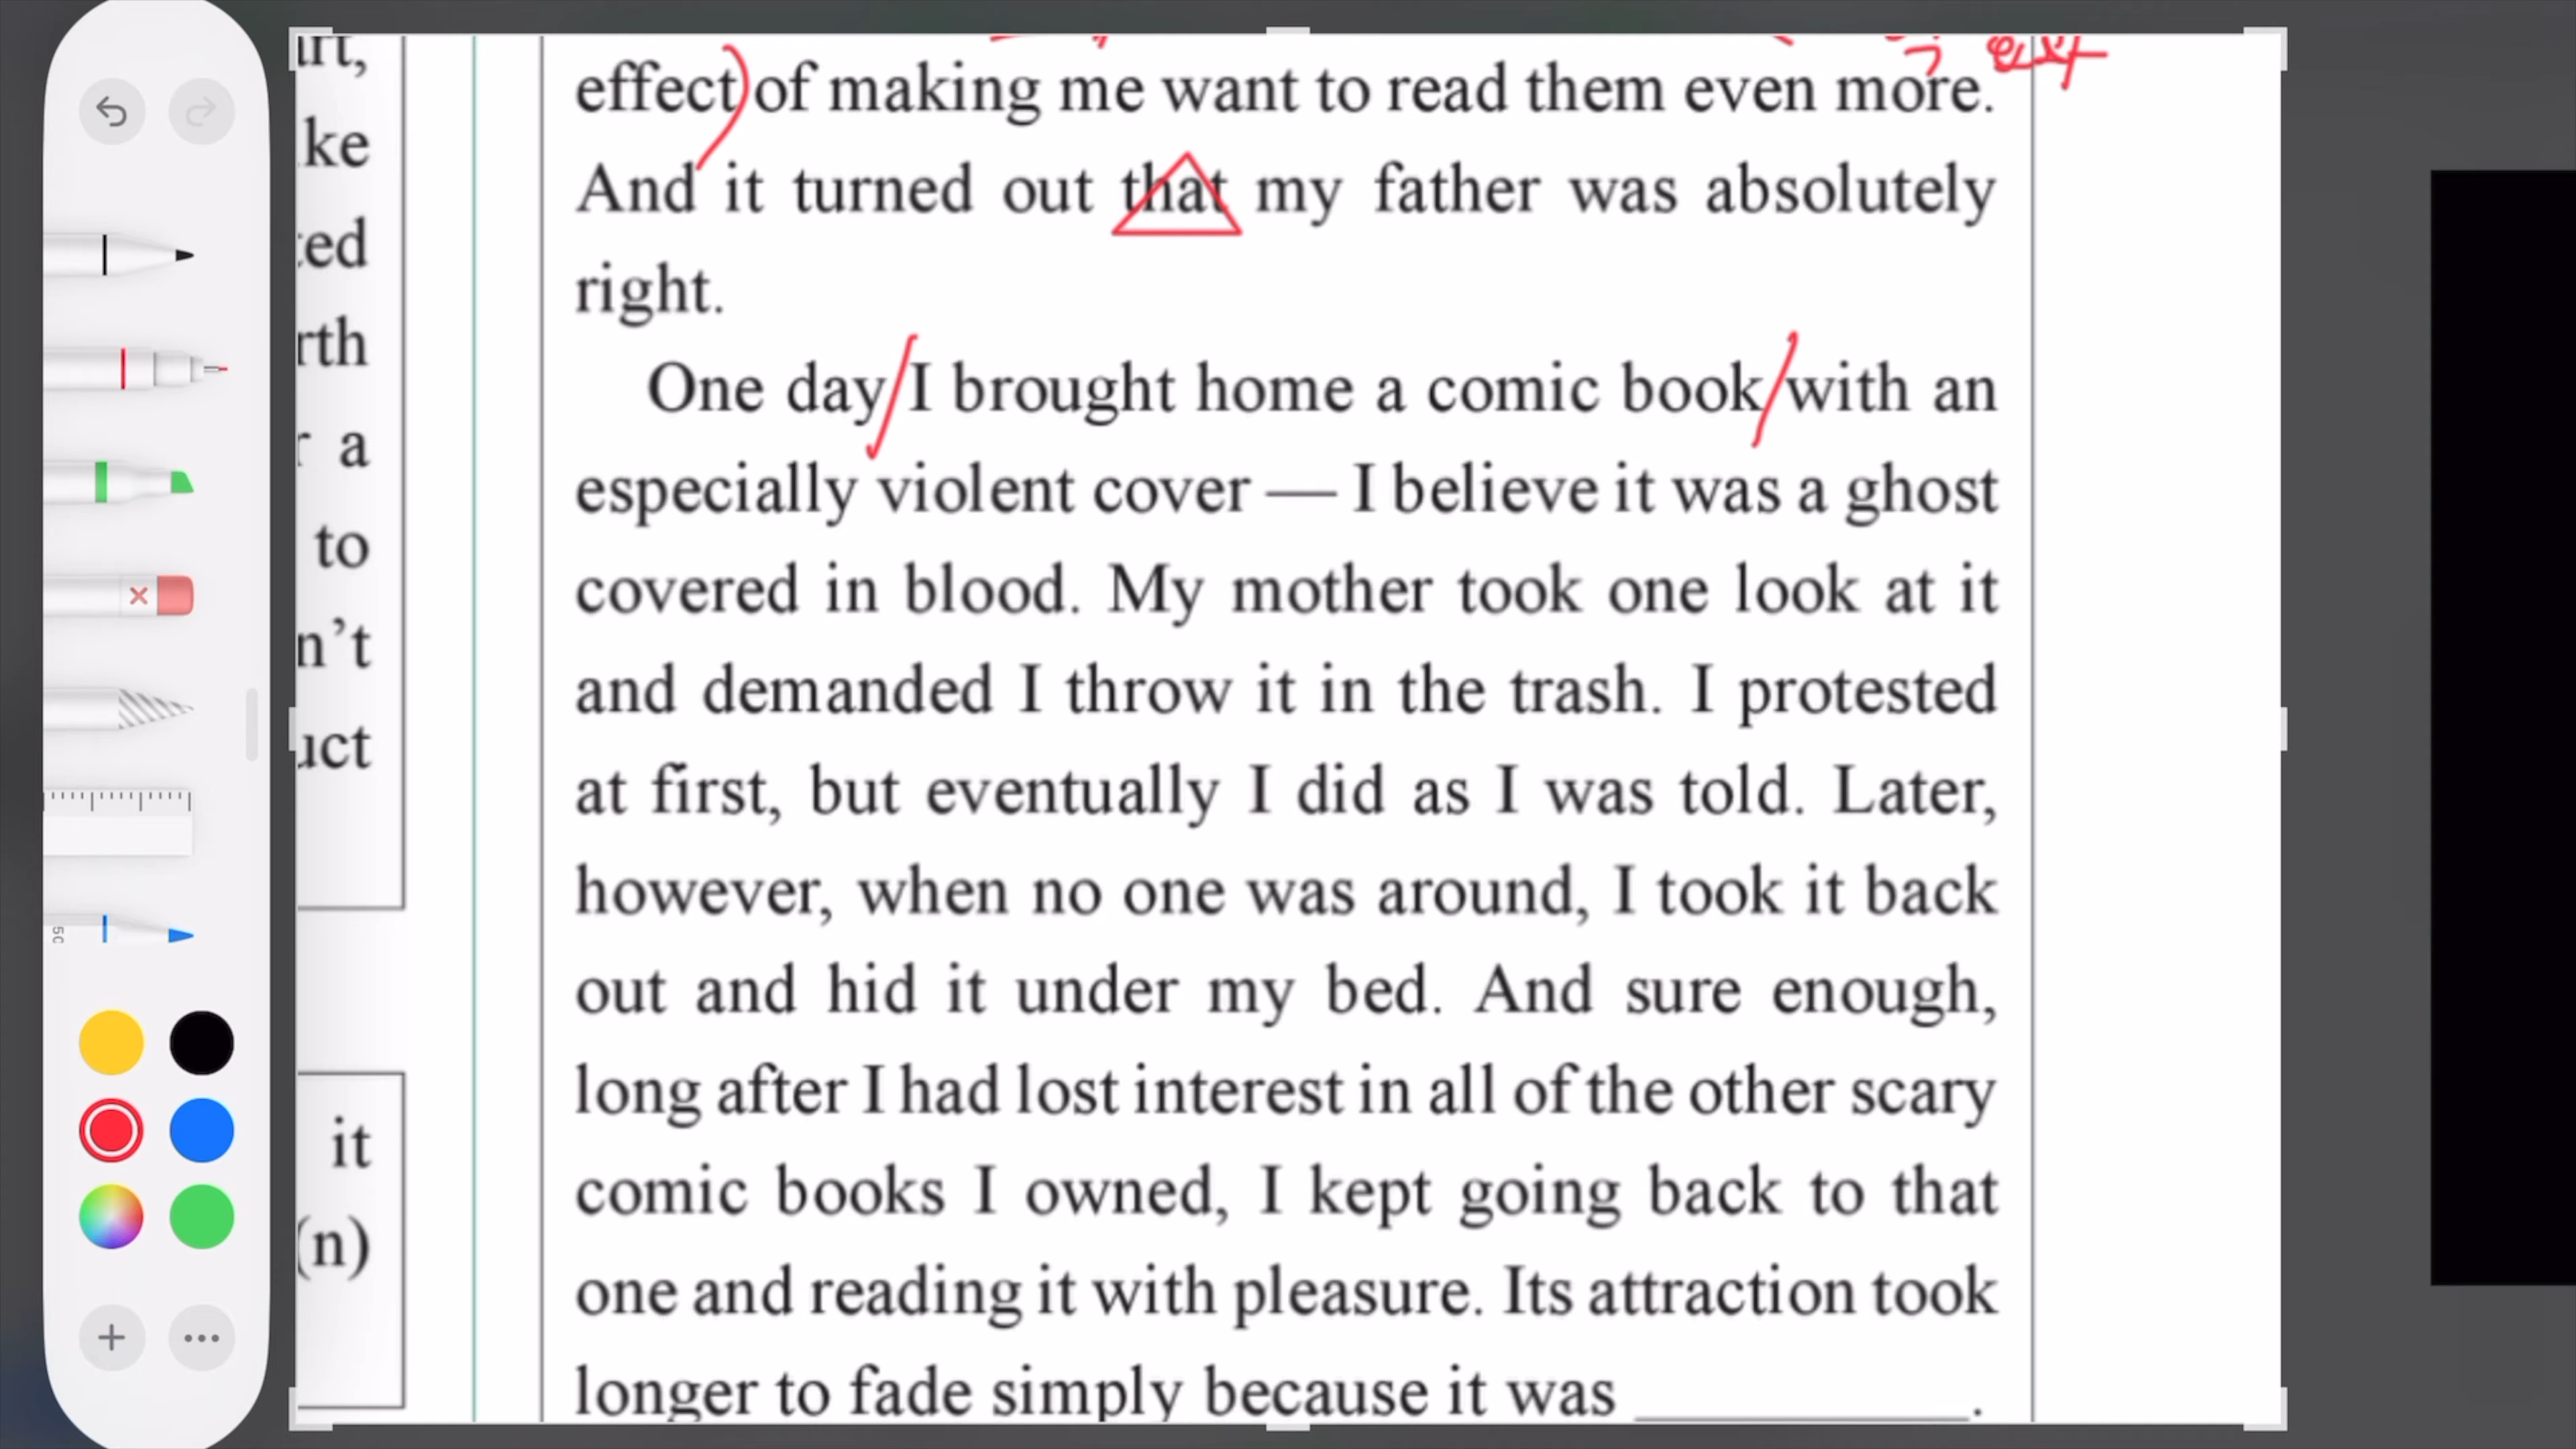 urt,
ke
ted
rth
r a
to
n't
uct
it
(n)
effect of making me want to read them even more.
And it turned out that my father was absolutely
right.
One day I brought home a comic book with an
especially violent cover — I believe it was a ghost
covered in blood. My mother took one look at it
and demanded I throw it in the trash. I protested
at first, but eventually I did as I was told. Later,
however, when no one was around, I took it back
out and hid it under my bed. And sure enough,
long after I had lost interest in all of the other scary
comic books I owned, I kept going back to that
one and reading it with pleasure. Its attraction took
longer to fade simply because it was ________.